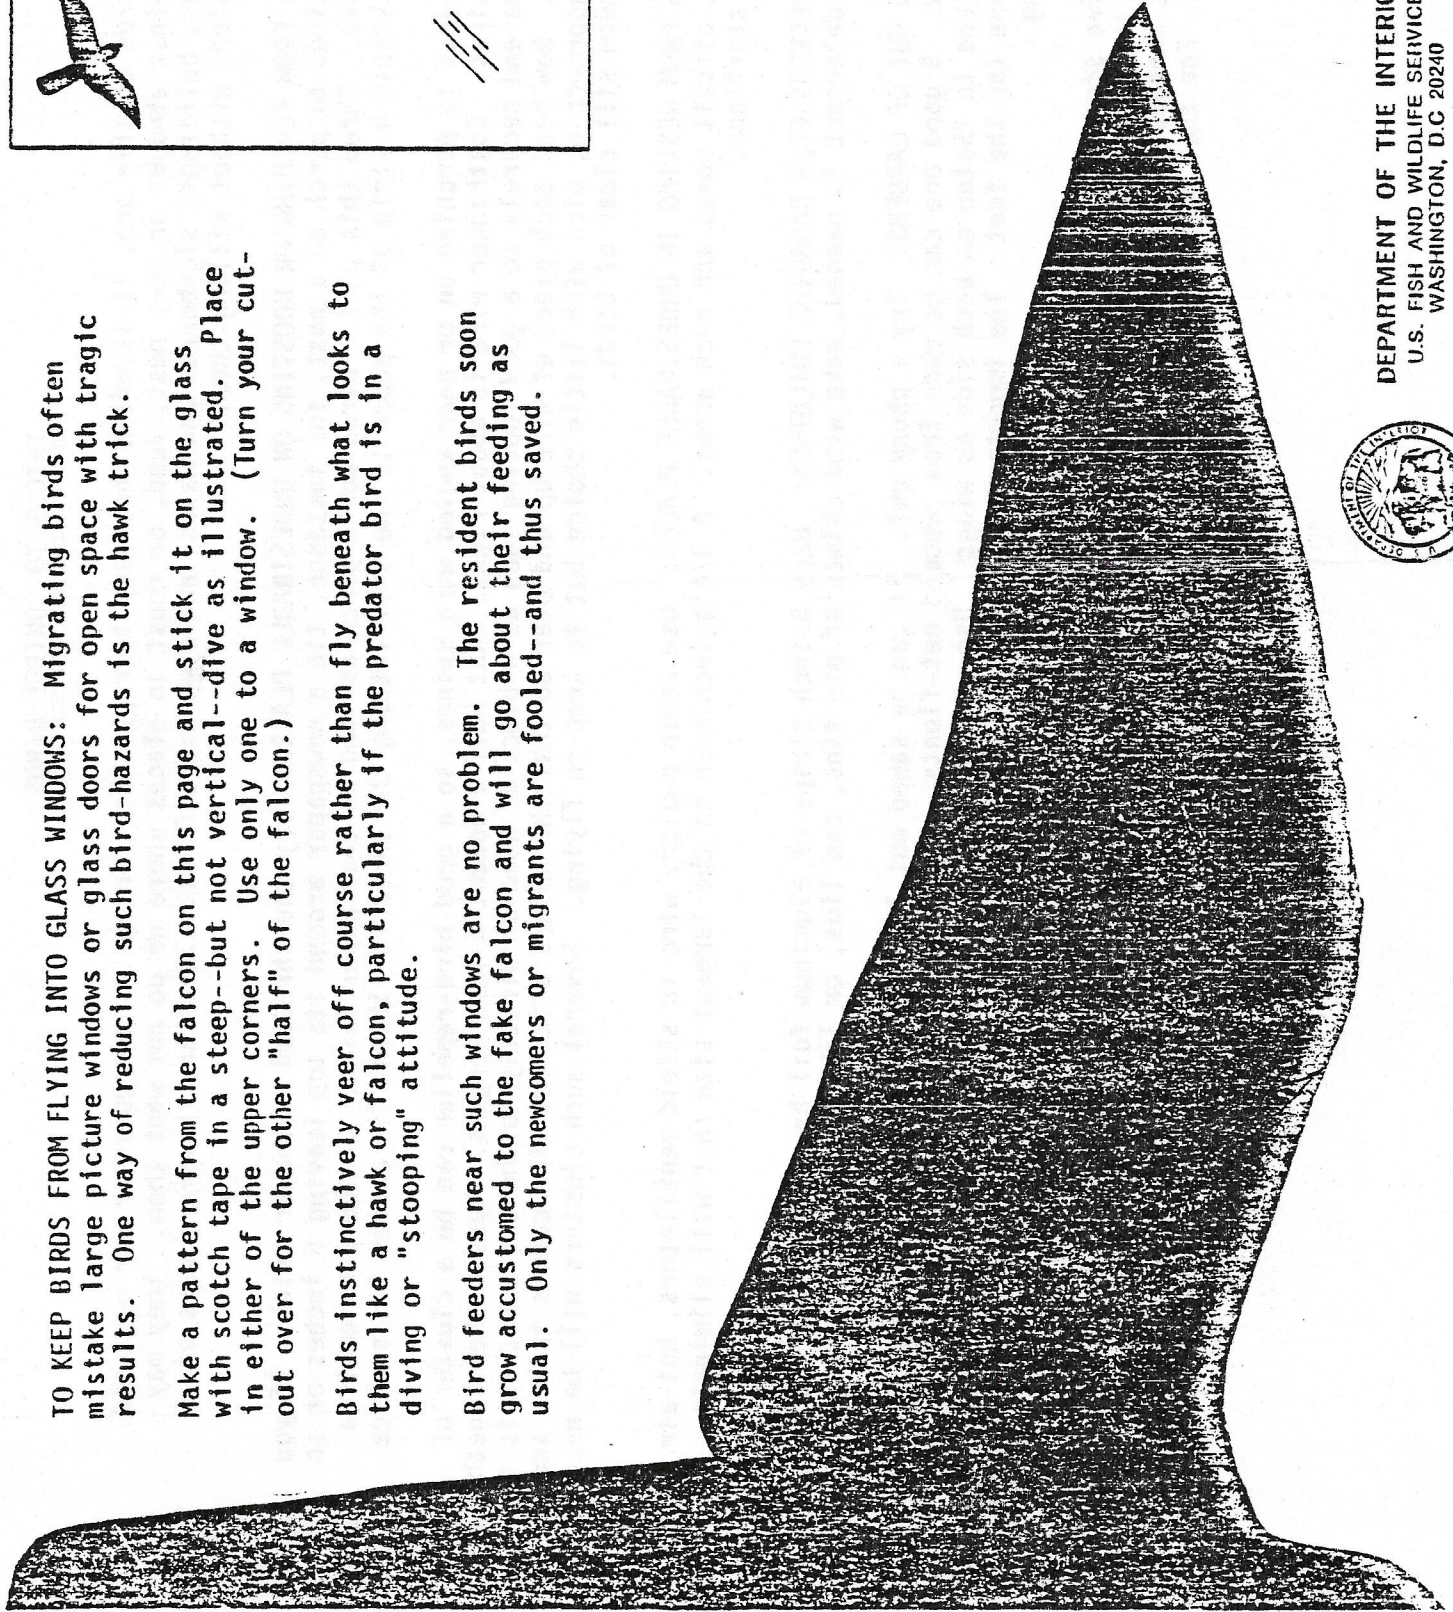 TO KEEP BIRDS FROM FLYING INTO GLASS WINDOWS: Migrating birds often
mistake large picture windows or glass doors for open space with tragic
results. One way of reducing such bird-hazards is the hawk trick.
Make a pattern from the falcon on this page and stick it on the glass
with scotch tape in a steep--but not vertical--dive as illustrated. Place
in either of the upper corners. Use only one to a window. (Turn your cut-
out over for the other "half" of the falcon.)
Birds instinctively veer off course rather than fly beneath what looks to
them like a hawk or falcon, particularly if the predator bird is in a
diving or "stooping" attitude.
Bird feeders near such windows are no problem. The resident birds soon
grow accustomed to the fake falcon and will go about their feeding as
usual. Only the newcomers or migrants are fooled--and thus saved.
DEPARTMENT OF THE INTERIO
U.S. FISH AND WILDLIFE SERVICE
WASHINGTON, D.C 20240